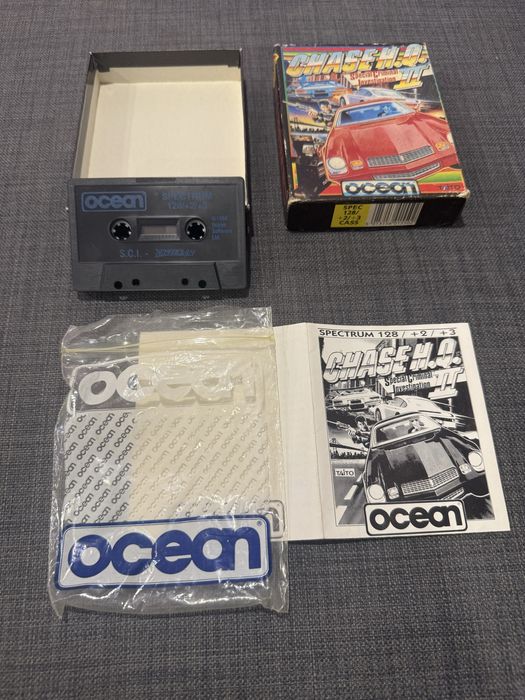 CHASE H.Q.
II
Special Criminal
Investigation
ocean
TAITO
SPEC
128/
+2/+3
CASS
ocean
SPECTRUM
128/+2/+3
S.C.I. -
ocean
ocean
SPECTRUM 128 / +2 / +3
CHASE H.Q.
II
Special Criminal
Investigation
TAITO
ocean